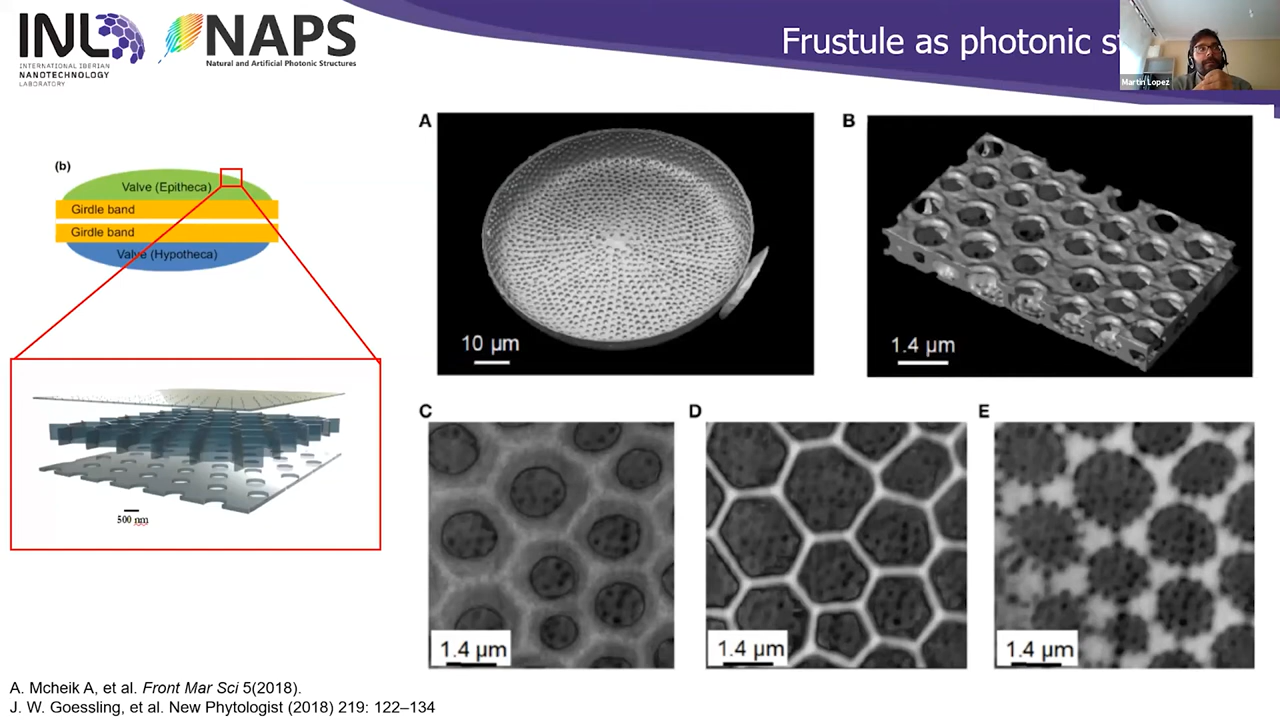 INL
INTERNATIONAL IBERIAN
NANOTECHNOLOGY
LABORATORY
NAPS
Natural and Artificial Photonic Structures
Frustule as photonic s
Martin Lopez
(b)
Valve (Epitheca)
Girdle band
Girdle band
Valve (Hypotheca)
500 nm
A
10 µm
B
1.4 µm
C
1.4 µm
D
1.4 µm
E
1.4 µm
A. Mcheik A, et al. Front Mar Sci 5(2018).
J. W. Goessling, et al. New Phytologist (2018) 219: 122–134